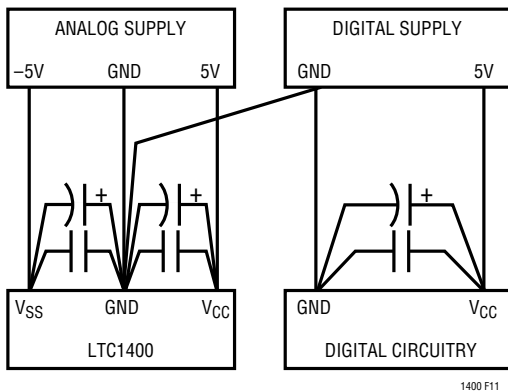 ANALOG SUPPLY
DIGITAL SUPPLY
–5V GND 5V
GND 5V
+ +
+
VSS GND VCC
GND VCC
LTC1400
DIGITAL CIRCUITRY
1400 F11